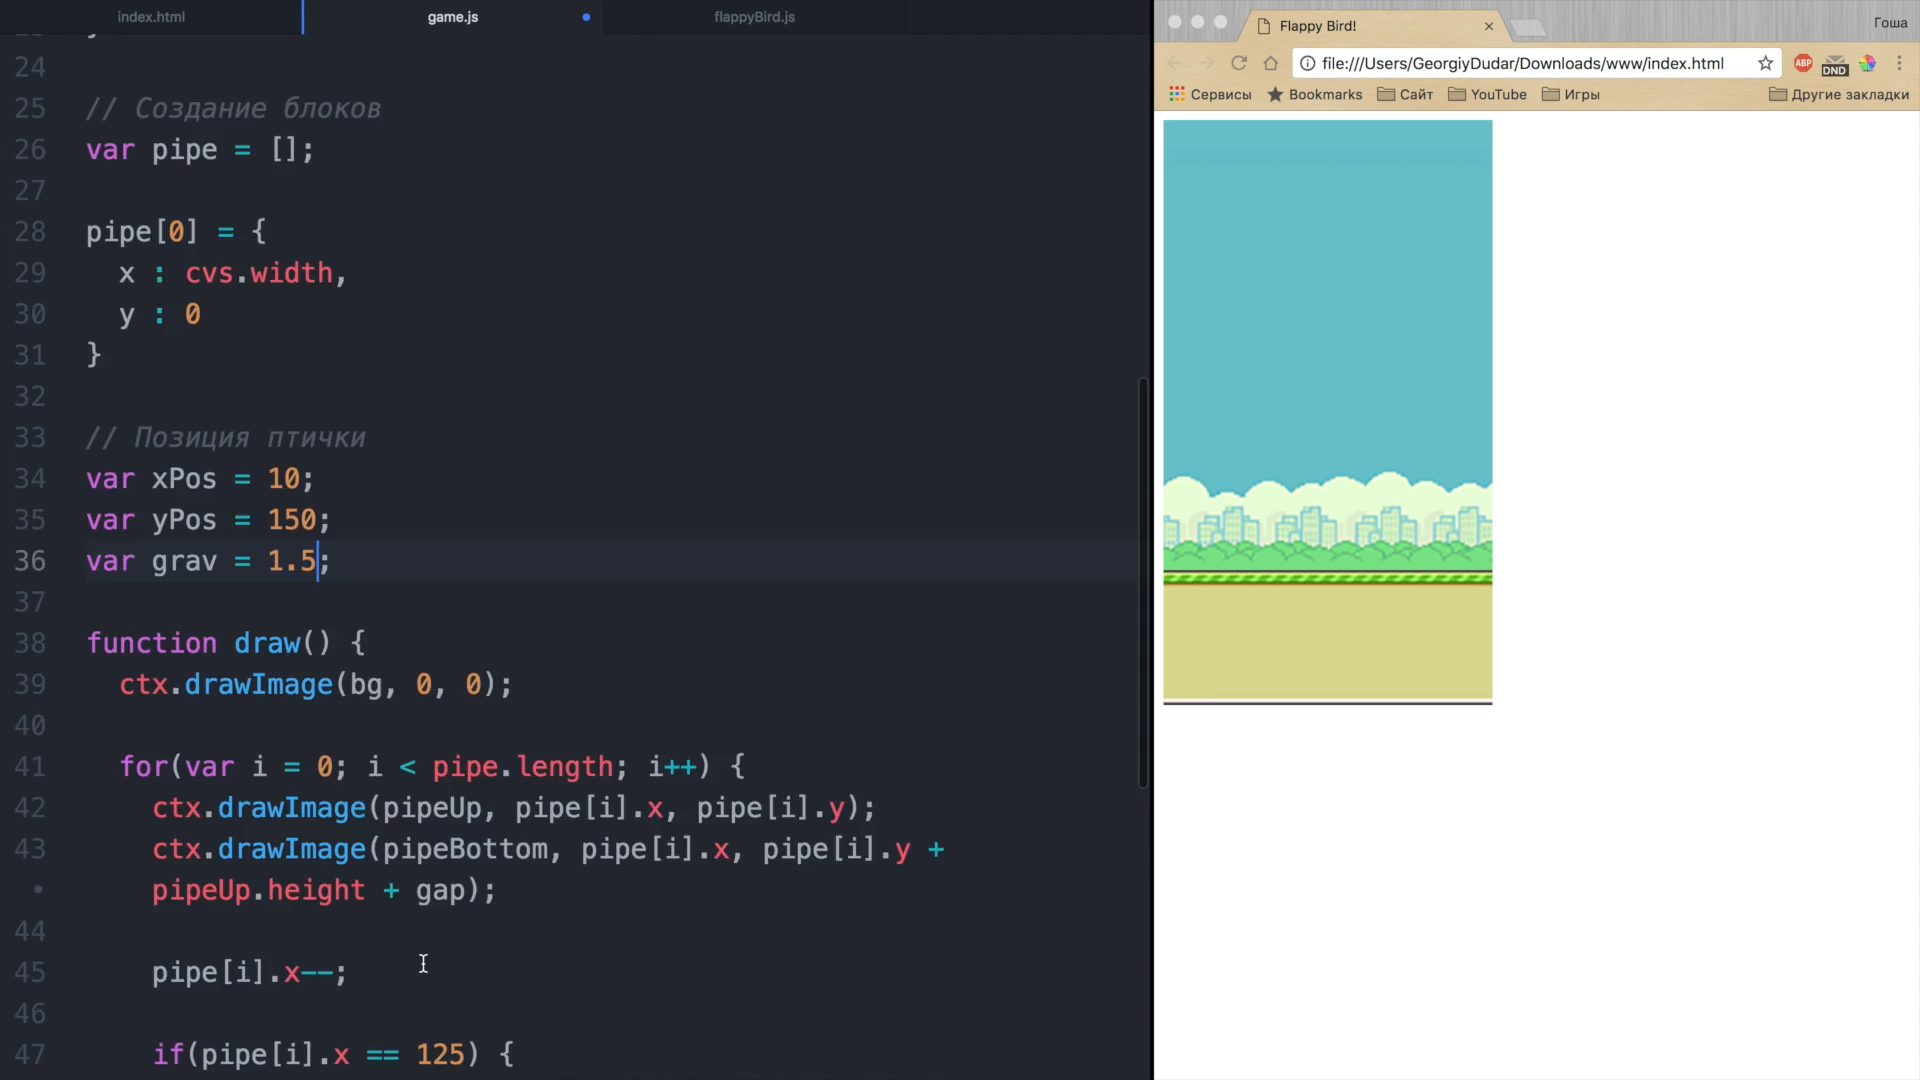 index.html
game.js
flappyBird.js
24
25 // Создание блоков
26 var pipe = [];
27
28 pipe[0] = {
29 x : cvs.width,
30 y : 0
31 }
32
33 // Позиция птички
34 var xPos = 10;
35 var yPos = 150;
36 var grav = 1.5;
37
38 function draw() {
39 ctx.drawImage(bg, 0, 0);
40
41 for(var i = 0; i < pipe.length; i++) {
42 ctx.drawImage(pipeUp, pipe[i].x, pipe[i].y);
43 ctx.drawImage(pipeBottom, pipe[i].x, pipe[i].y +
• pipeUp.height + gap);
44
45 pipe[i].x--;
46
47 if(pipe[i].x == 125) {
Flappy Bird!
Гоша
file:///Users/GeorgiyDudar/Downloads/www/index.html
ABP
DND
Сервисы
Bookmarks
Сайт
YouTube
Игры
Другие закладки